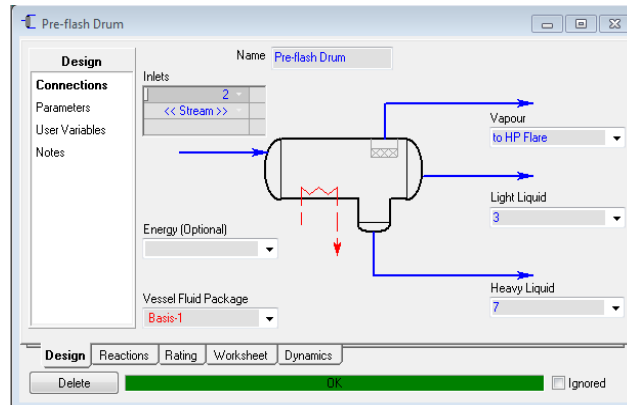 Pre-flash Drum
Design
Connections
Parameters
User Variables
Notes
Name Pre-flash Drum
Inlets
2
<< Stream >>
Vapour
to HP Flare
Light Liquid
3
Energy (Optional)
Heavy Liquid
7
Vessel Fluid Package
Basis-1
Design Reactions Rating Worksheet Dynamics
Delete OK Ignored